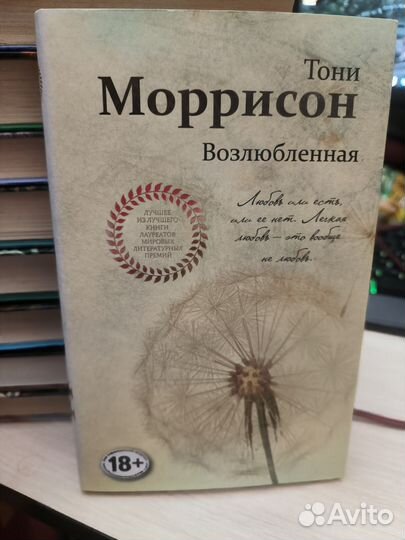 Тони
Моррисон
Возлюбленная
ЛУЧШЕЕ
ИЗ ЛУЧШЕГО
КНИГИ
ЛАУРЕАТОВ
МИРОВЫХ
ЛИТЕРАТУРНЫХ
ПРЕМИЙ
Любовь или есть,
или ее нет. Легкая
любовь – это вообще
не любовь.
18+
Avito